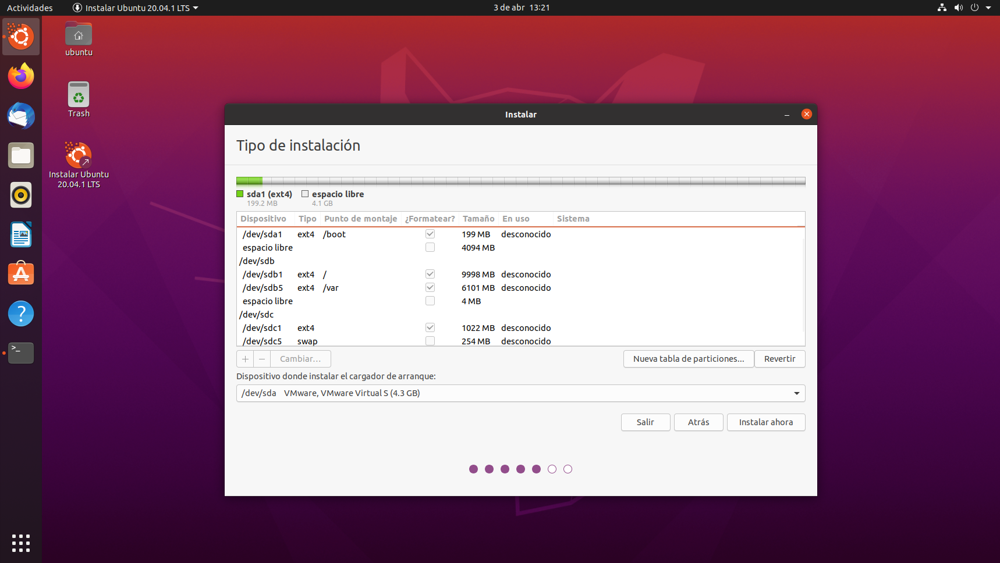 Actividades Instalar Ubuntu 20.04.1 LTS 3 de abr 13:21
ubuntu
Trash
Instalar Ubuntu
20.04.1 LTS
Instalar
Tipo de instalación
sda1 (ext4) espacio libre
199.2 MB 4.1 GB
Dispositivo Tipo Punto de montaje ¿Formatear? Tamaño En uso Sistema
/dev/sda1 ext4 /boot 199 MB desconocido
espacio libre 4094 MB
/dev/sdb
/dev/sdb1 ext4 / 9998 MB desconocido
/dev/sdb5 ext4 /var 6101 MB desconocido
espacio libre 4 MB
/dev/sdc
/dev/sdc1 ext4 1022 MB desconocido
/dev/sdc5 swap 254 MB desconocido
+ − Cambiar... Nueva tabla de particiones... Revertir
Dispositivo donde instalar el cargador de arranque:
/dev/sda VMware, VMware Virtual S (4.3 GB)
Salir Atrás Instalar ahora